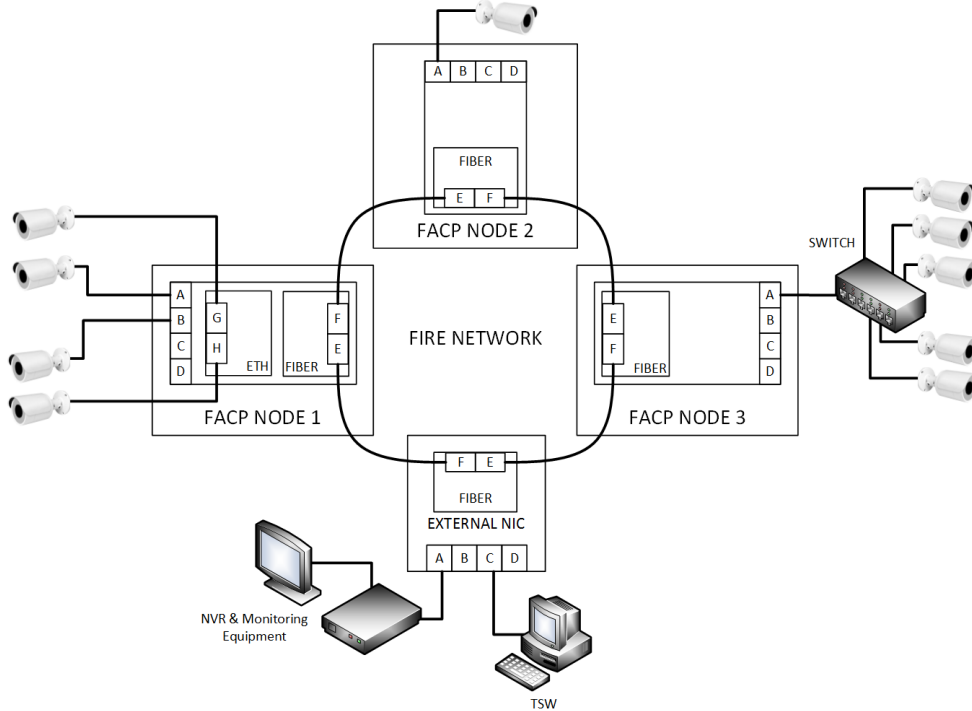 A B C D
FIBER
E F
FACP NODE 2
SWITCH
A
B
C
D
G
H
ETH
F
E
FIBER
FACP NODE 1
FIRE NETWORK
E
F
FIBER
A
B
C
D
FACP NODE 3
F E
FIBER
EXTERNAL NIC
A B C D
NVR & Monitoring
Equipment
TSW